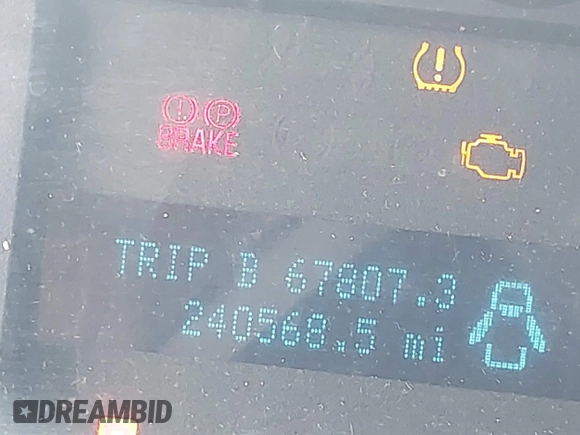 P
BRAKE
TRIP B 67807.3
240568.5 mi
DREAMBID